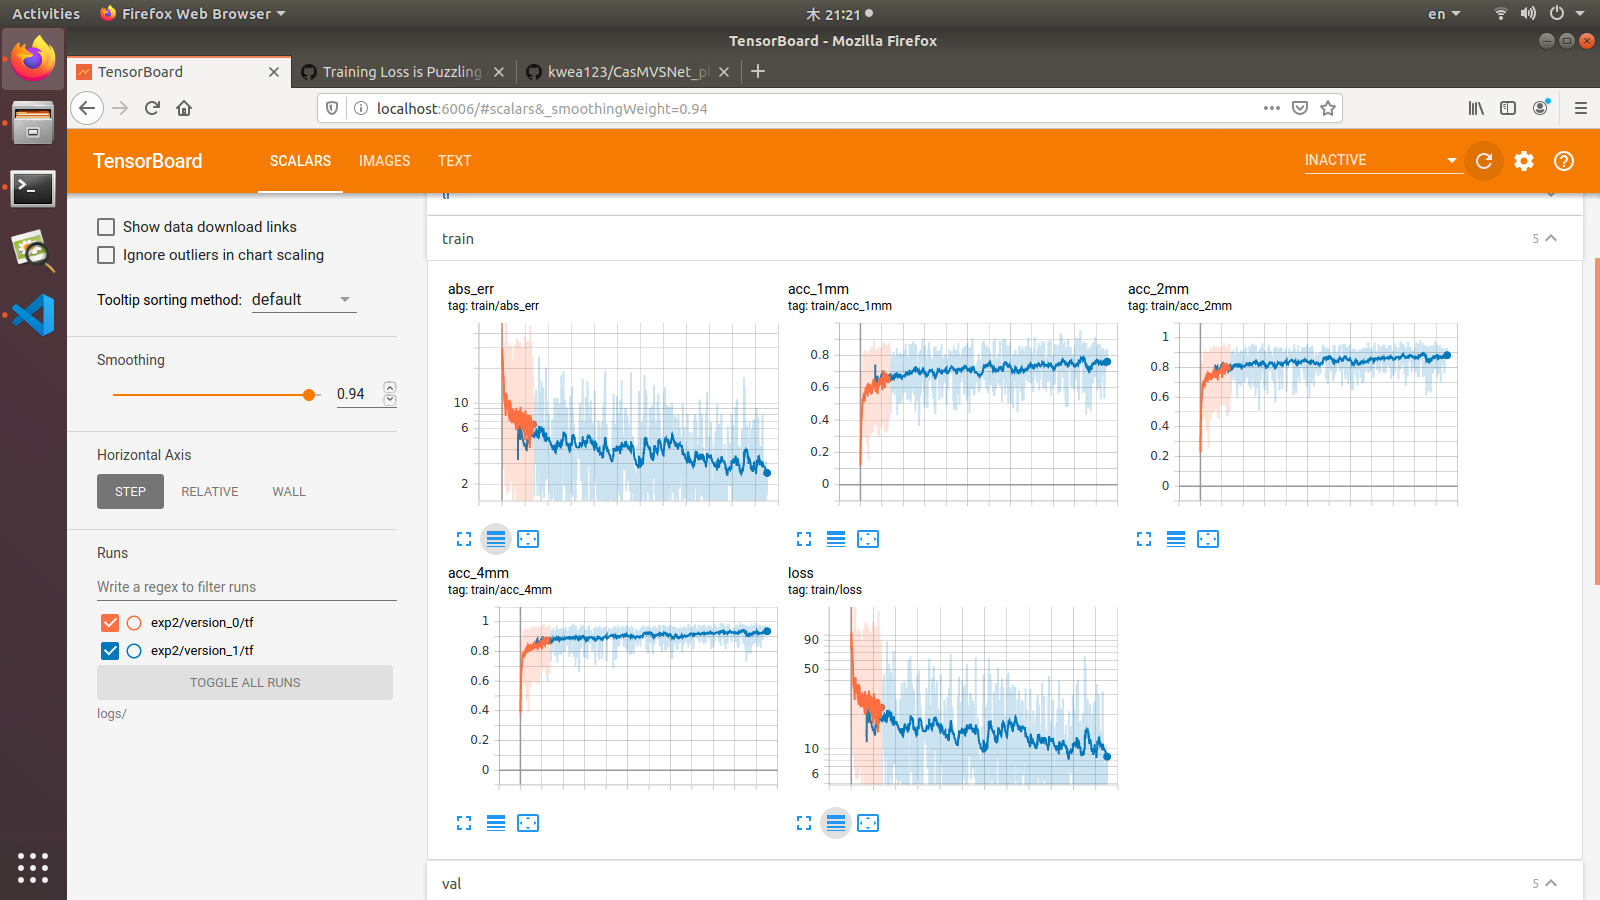 Activities Firefox Web Browser 木 21:21 en
TensorBoard - Mozilla Firefox
TensorBoard Training Loss is Puzzling kwea123/CasMVSNet_pl
localhost:6006/#scalars&_smoothingWeight=0.94
TensorBoard SCALARS IMAGES TEXT INACTIVE
Show data download links
Ignore outliers in chart scaling
Tooltip sorting method: default
Smoothing
0.94
Horizontal Axis
STEP RELATIVE WALL
Runs
Write a regex to filter runs
exp2/version_0/tf
exp2/version_1/tf
TOGGLE ALL RUNS
logs/
train 5
abs_err
tag: train/abs_err
10
6
2
acc_1mm
tag: train/acc_1mm
0.8
0.6
0.4
0.2
0
acc_2mm
tag: train/acc_2mm
1
0.8
0.6
0.4
0.2
0
acc_4mm
tag: train/acc_4mm
1
0.8
0.6
0.4
0.2
0
loss
tag: train/loss
90
50
10
6
val 5